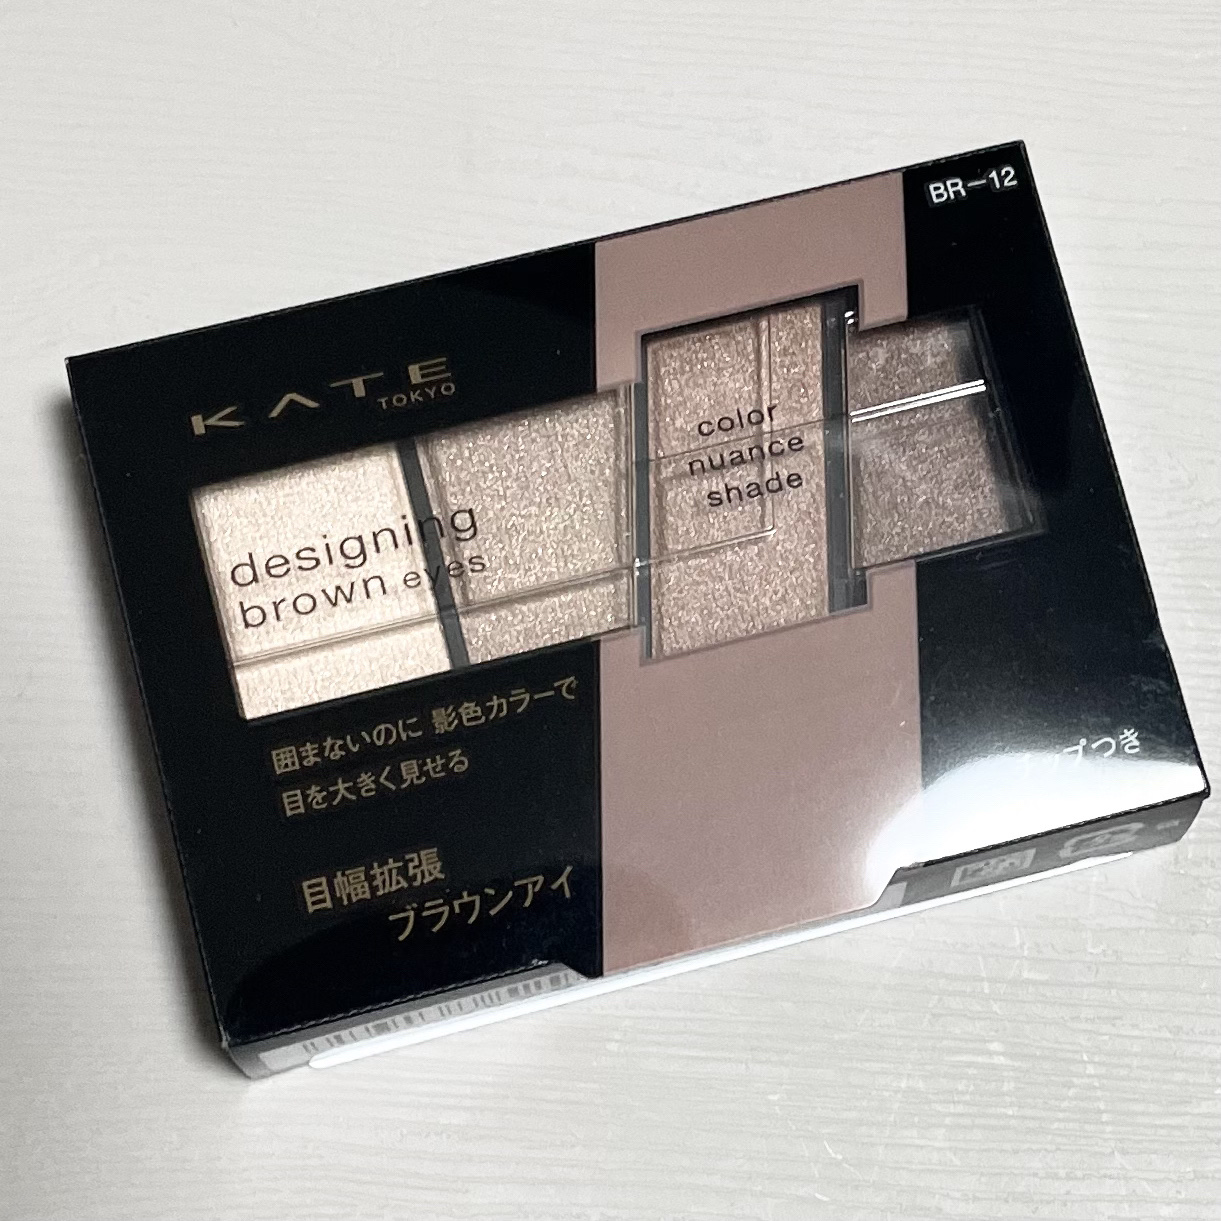 BR-12
KATE
TOKYO
designing
brown eyes
color
nuance
shade
囲まないのに 影色カラーで
目を大きく見せる
目幅拡張
ブラウンアイ
チップつき